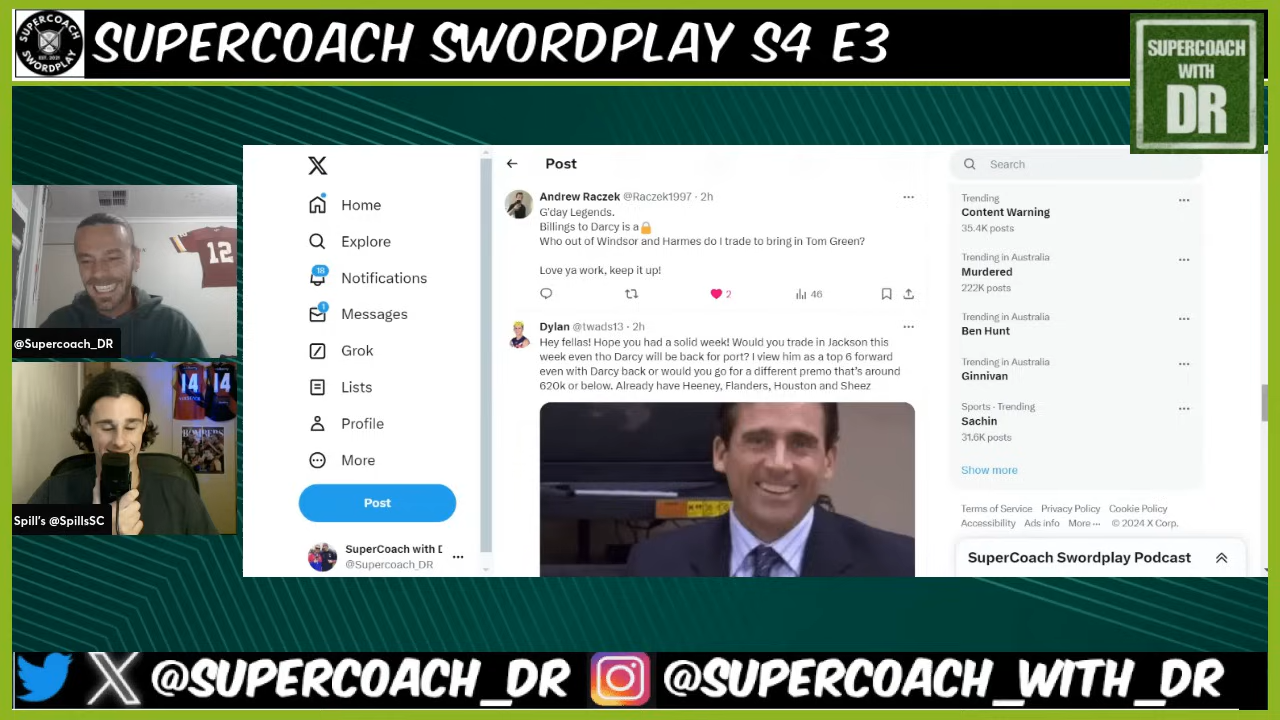 SUPERCOACH SWORDPLAY S4 E3
SUPERCOACH
SWORDPLAY
SUPERCOACH
WITH
DR
12
@Supercoach_DR
14
14
Spill's @SpillsSC
Home
Explore
18
Notifications
1
Messages
Grok
Lists
Profile
More
Post
SuperCoach with D
@Supercoach_DR
Post
Andrew Raczek @Raczek1997 · 2h
G'day Legends.
Billings to Darcy is a🔒
Who out of Windsor and Harmes do I trade to bring in Tom Green?
Love ya work, keep it up!
2
46
Dylan @twads13 · 2h
Hey fellas! Hope you had a solid week! Would you trade in Jackson this
week even tho Darcy will be back for port? I view him as a top 6 forward
even with Darcy back or would you go for a different premo that's around
620k or below. Already have Heeney, Flanders, Houston and Sheez
Search
Trending
Content Warning
35.4K posts
Trending in Australia
Murdered
222K posts
Trending in Australia
Ben Hunt
Trending in Australia
Ginnivan
Sports · Trending
Sachin
31.6K posts
Show more
Terms of Service Privacy Policy Cookie Policy
Accessibility Ads info More ··· © 2024 X Corp.
SuperCoach Swordplay Podcast
@SUPERCOACH_DR
@SUPERCOACH_WITH_DR